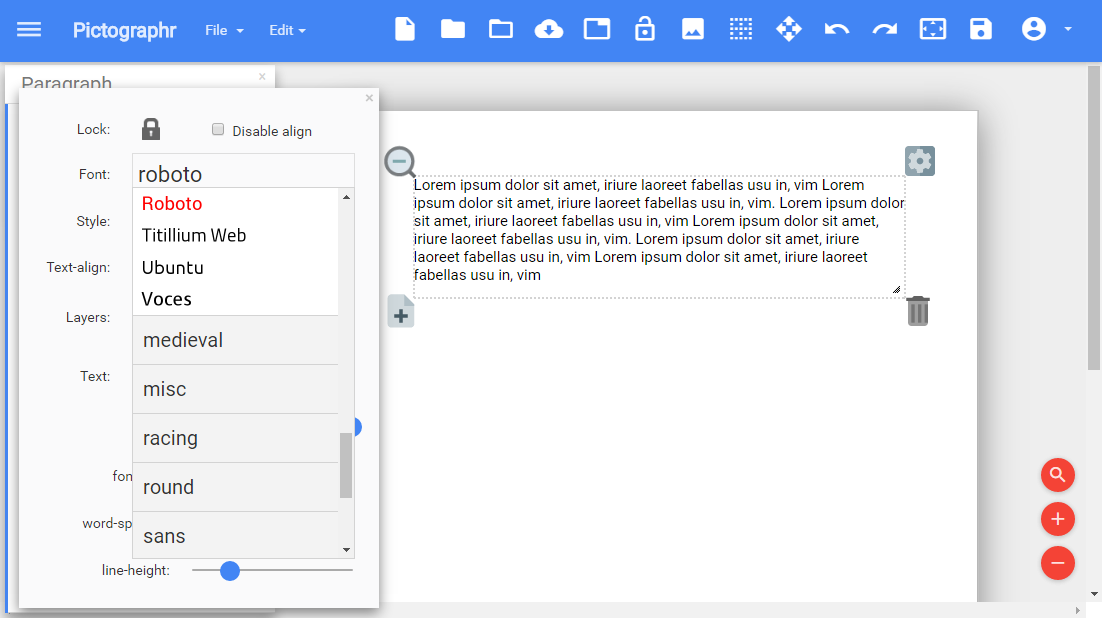 Pictographr File Edit
Paragraph
Lock: Disable align
Font: roboto
Roboto
Style:
Titillium Web
Text-align: Ubuntu
Voces
Layers:
medieval
Text:
misc
racing
fon
round
word-sp
sans
line-height:
Lorem ipsum dolor sit amet, iriure laoreet fabellas usu in, vim Lorem
ipsum dolor sit amet, iriure laoreet fabellas usu in, vim. Lorem ipsum dolor
sit amet, iriure laoreet fabellas usu in, vim Lorem ipsum dolor sit amet,
iriure laoreet fabellas usu in, vim. Lorem ipsum dolor sit amet, iriure
laoreet fabellas usu in, vim Lorem ipsum dolor sit amet, iriure laoreet
fabellas usu in, vim